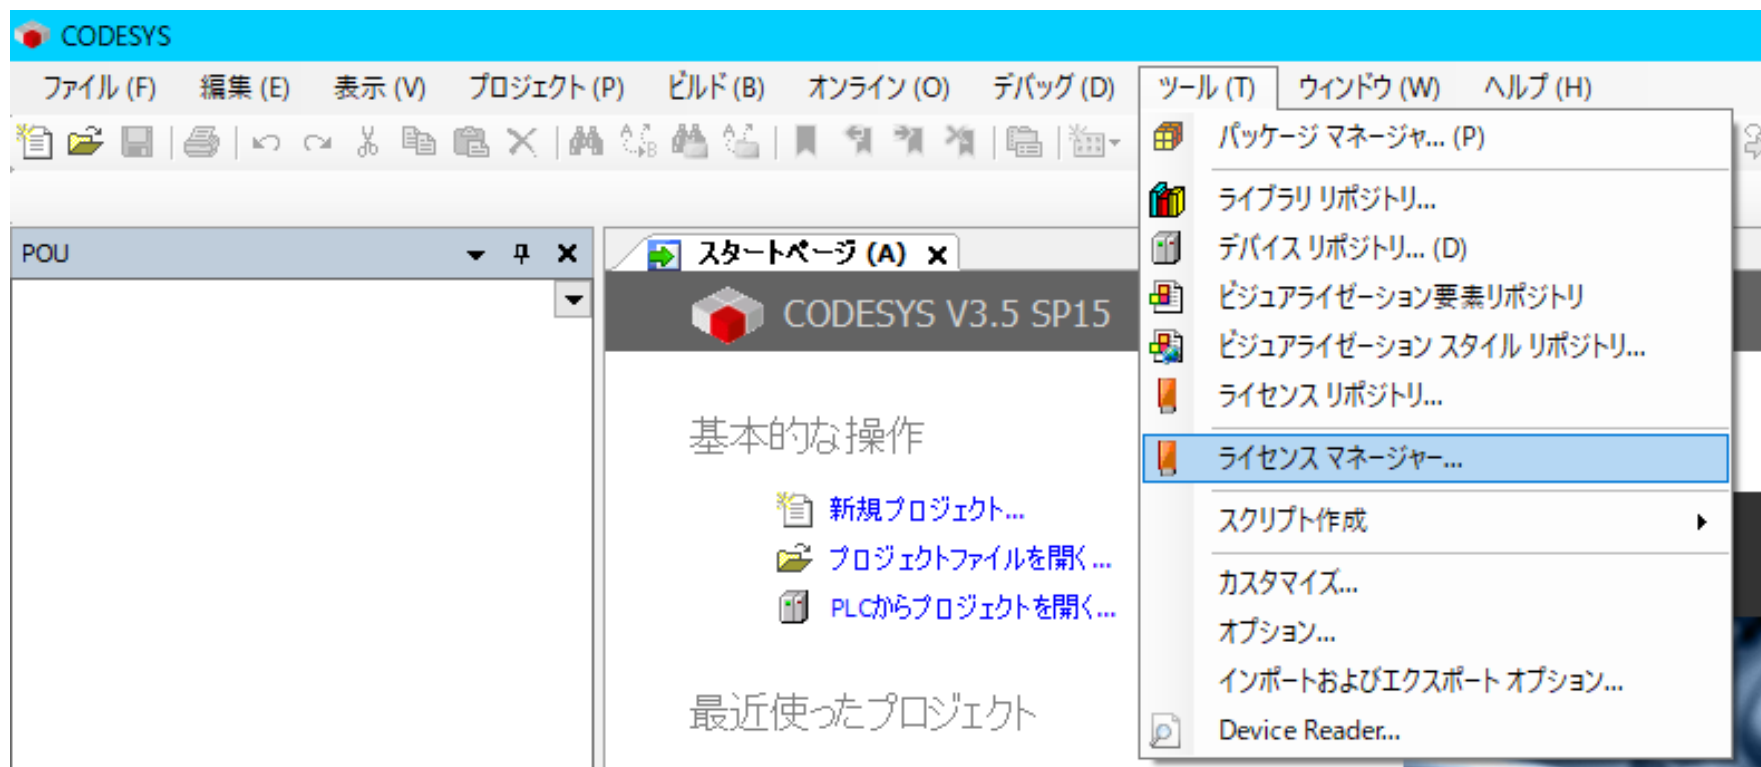 CODESYS
ファイル (F) 編集 (E) 表示 (V) プロジェクト (P) ビルド (B) オンライン (O) デバッグ (D) ツール (T) ウィンドウ (W) ヘルプ (H)
パッケージ マネージャ... (P)
ライブラリ リポジトリ...
デバイス リポジトリ... (D)
ビジュアライゼーション要素リポジトリ
ビジュアライゼーション スタイル リポジトリ...
ライセンス リポジトリ...
ライセンス マネージャー...
スクリプト作成
カスタマイズ...
オプション...
インポートおよびエクスポート オプション...
Device Reader...
POU
スタートページ (A)
CODESYS V3.5 SP15
基本的な操作
新規プロジェクト...
プロジェクトファイルを開く...
PLCからプロジェクトを開く...
最近使ったプロジェクト